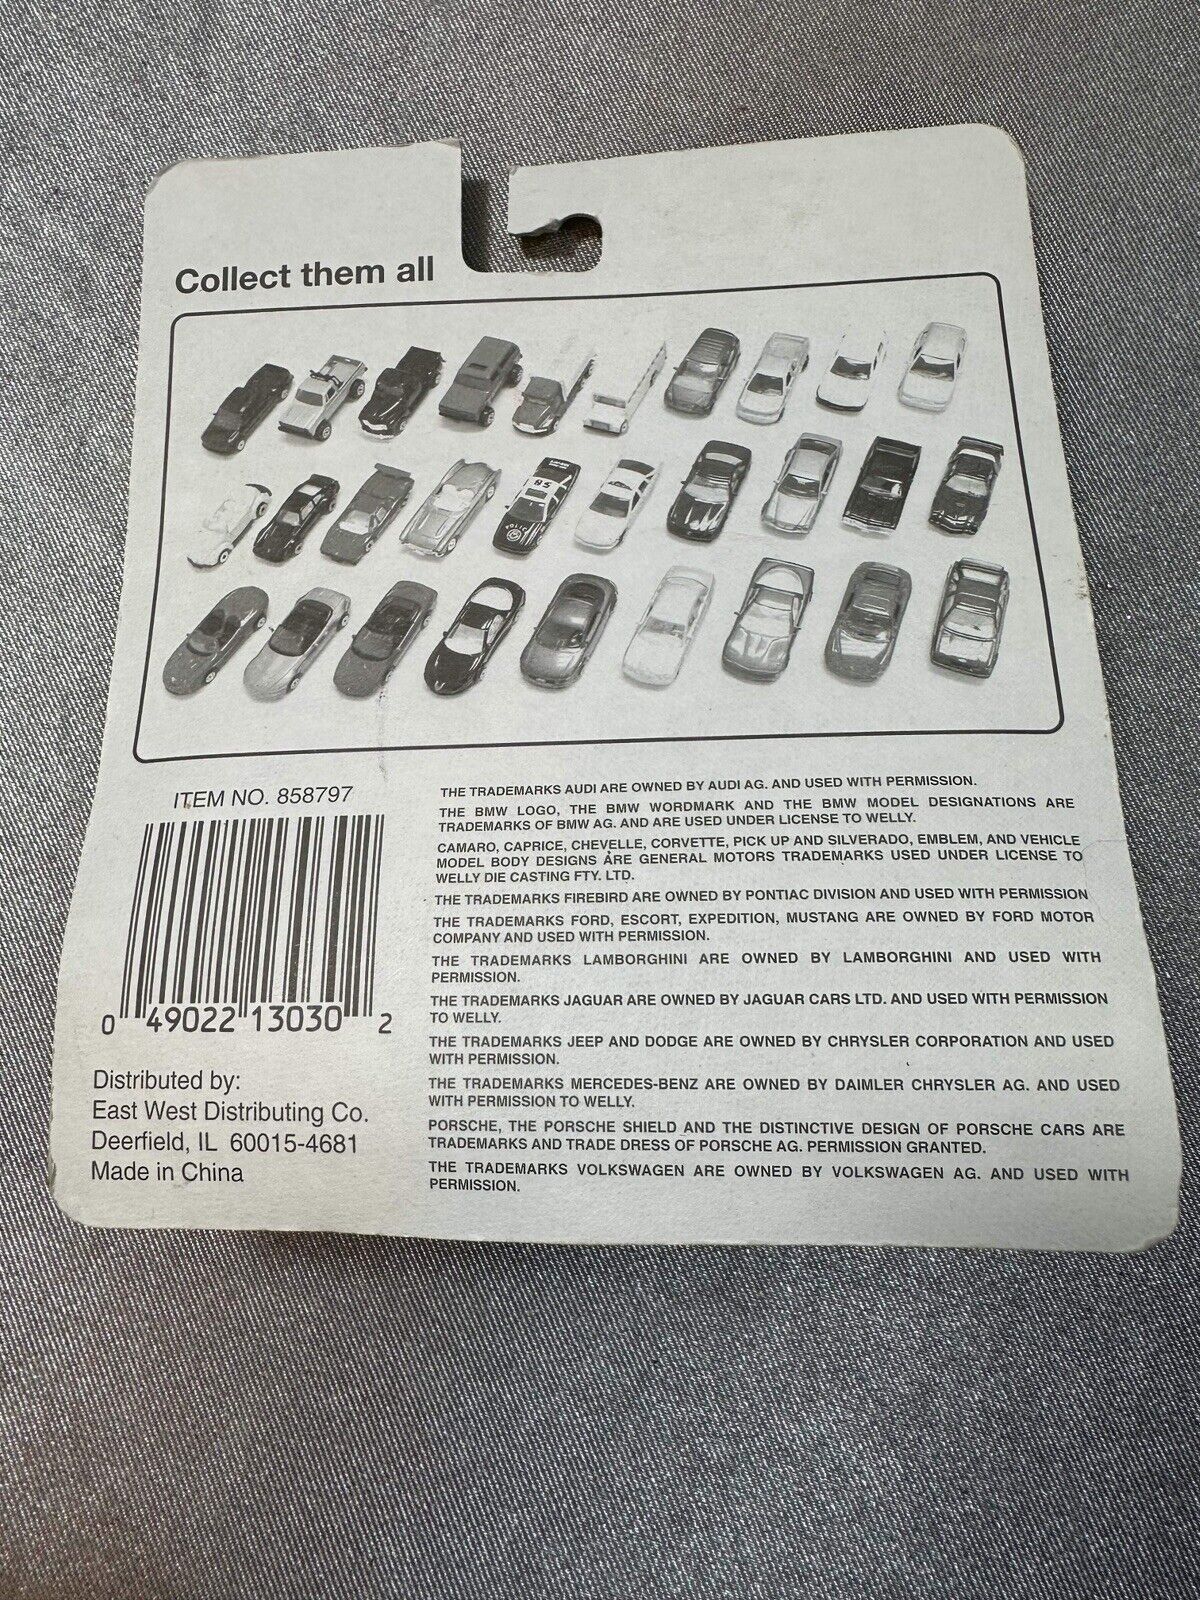 Collect them all
85
POLICE
ITEM NO. 858797
0 49022 13030 2
Distributed by:
East West Distributing Co.
Deerfield, IL 60015-4681
Made in China
THE TRADEMARKS AUDI ARE OWNED BY AUDI AG. AND USED WITH PERMISSION.
THE BMW LOGO, THE BMW WORDMARK AND THE BMW MODEL DESIGNATIONS ARE
TRADEMARKS OF BMW AG. AND ARE USED UNDER LICENSE TO WELLY.
CAMARO, CAPRICE, CHEVELLE, CORVETTE, PICK UP AND SILVERADO, EMBLEM, AND VEHICLE
MODEL BODY DESIGNS ARE GENERAL MOTORS TRADEMARKS USED UNDER LICENSE TO
WELLY DIE CASTING FTY. LTD.
THE TRADEMARKS FIREBIRD ARE OWNED BY PONTIAC DIVISION AND USED WITH PERMISSION
THE TRADEMARKS FORD, ESCORT, EXPEDITION, MUSTANG ARE OWNED BY FORD MOTOR
COMPANY AND USED WITH PERMISSION.
THE TRADEMARKS LAMBORGHINI ARE OWNED BY LAMBORGHINI AND USED WITH
PERMISSION.
THE TRADEMARKS JAGUAR ARE OWNED BY JAGUAR CARS LTD. AND USED WITH PERMISSION
TO WELLY.
THE TRADEMARKS JEEP AND DODGE ARE OWNED BY CHRYSLER CORPORATION AND USED
WITH PERMISSION.
THE TRADEMARKS MERCEDES-BENZ ARE OWNED BY DAIMLER CHRYSLER AG. AND USED
WITH PERMISSION TO WELLY.
PORSCHE, THE PORSCHE SHIELD AND THE DISTINCTIVE DESIGN OF PORSCHE CARS ARE
TRADEMARKS AND TRADE DRESS OF PORSCHE AG. PERMISSION GRANTED.
THE TRADEMARKS VOLKSWAGEN ARE OWNED BY VOLKSWAGEN AG. AND USED WITH
PERMISSION.